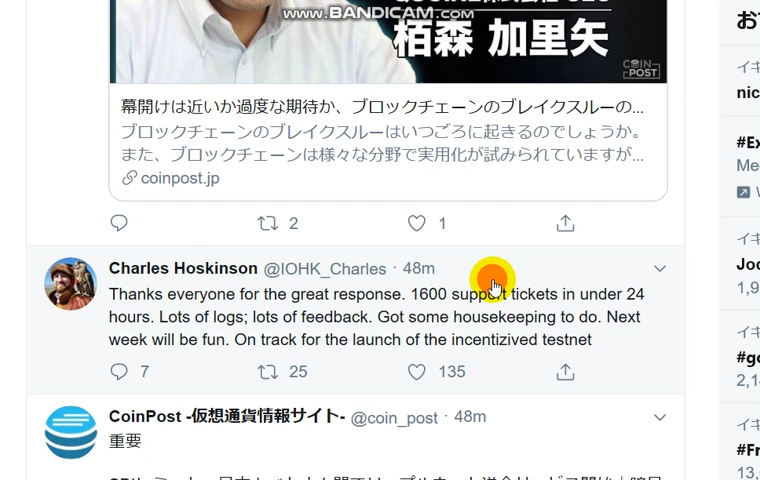 www.BANDICAM.com
栢森 加里矢
COIN POST
幕開けは近いか過度な期待か、ブロックチェーンのブレイクスルーの...
ブロックチェーンのブレイクスルーはいつごろに起きるのでしょうか。
また、ブロックチェーンは様々な分野で実用化が試みられていますが...
coinpost.jp
2 1
Charles Hoskinson @IOHK_Charles · 48m
Thanks everyone for the great response. 1600 support tickets in under 24
hours. Lots of logs; lots of feedback. Got some housekeeping to do. Next
week will be fun. On track for the launch of the incentizived testnet
7 25 135
CoinPost -仮想通貨情報サイト- @coin_post · 48m
重要
お
イキ
nic
#Ex
Me
W
イキ
Joc
1,9
イキ
#go
2,1
イキ
#Fr
13,